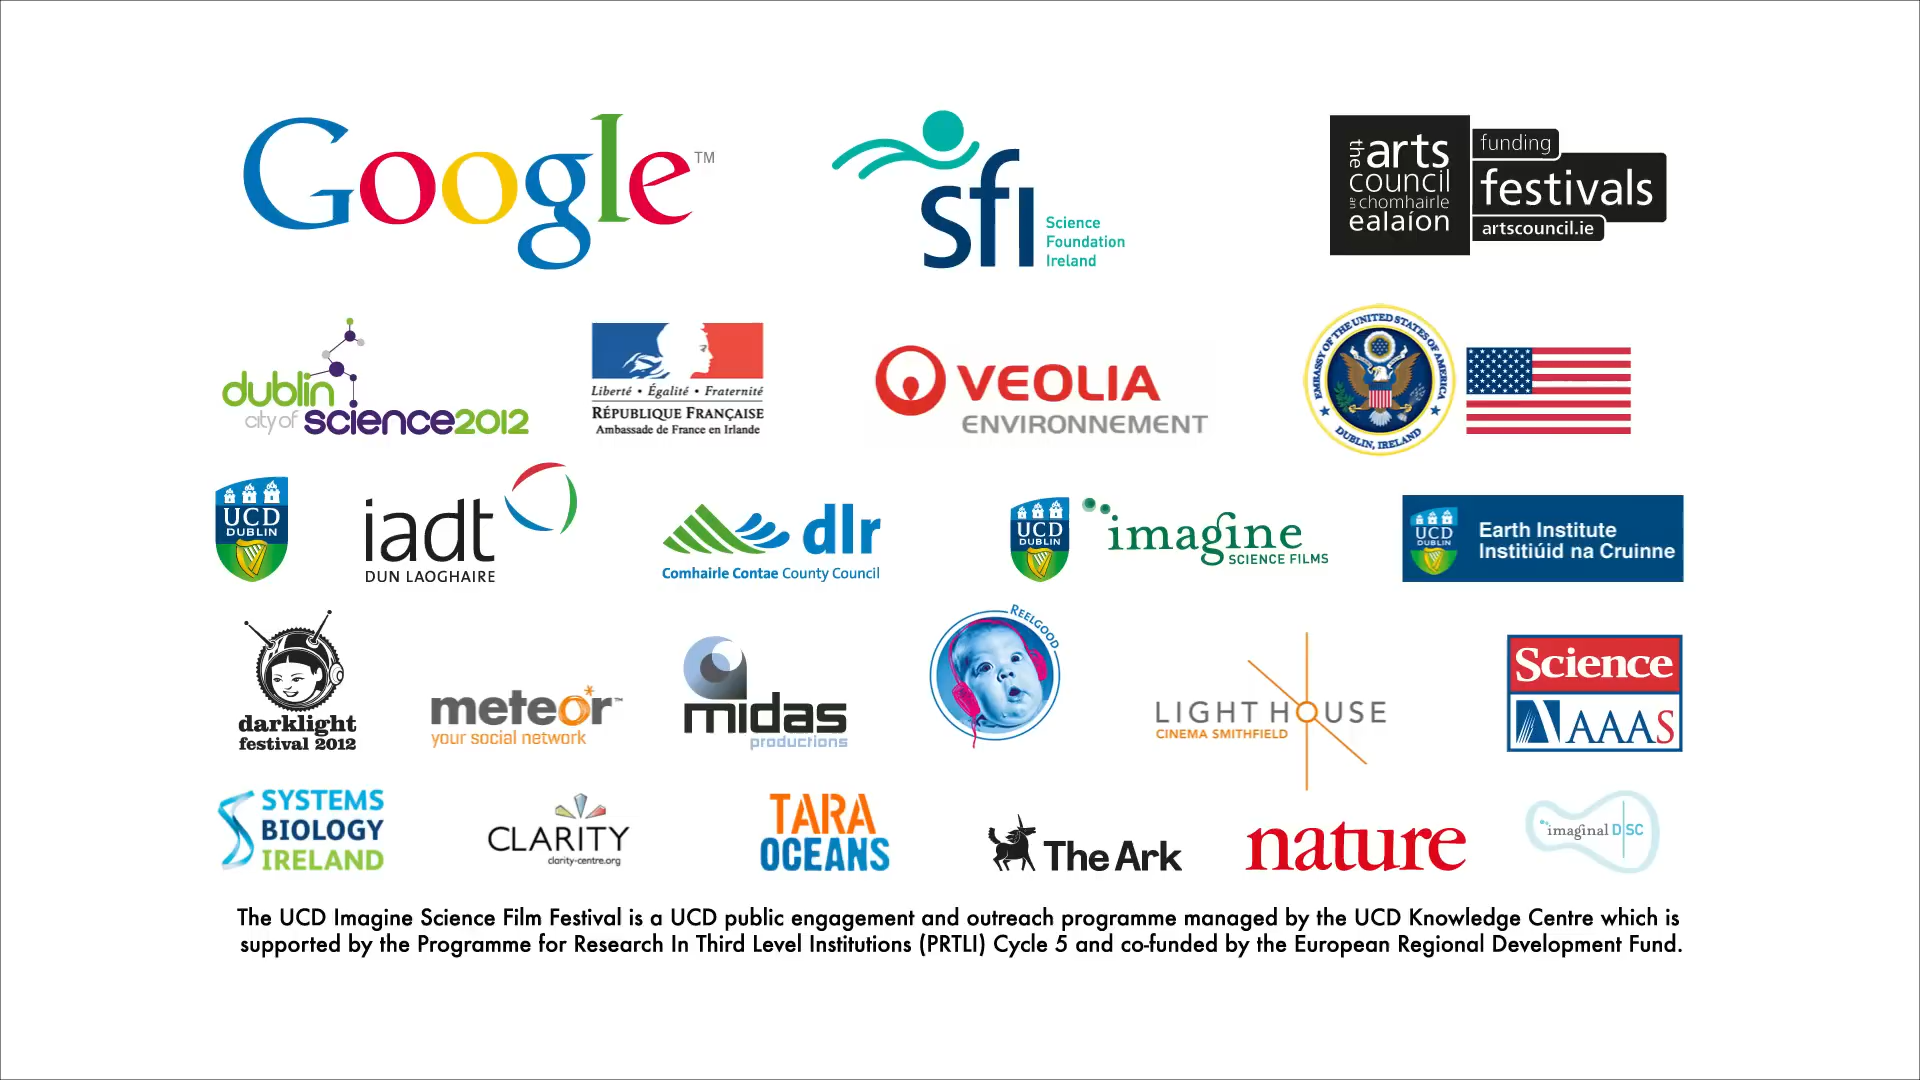 Google™
sfi
Science
Foundation
Ireland
the arts
council
an chomhairle
ealaíon
funding
festivals
artscouncil.ie
dublin
city of science2012
Liberté • Égalité • Fraternité
RÉPUBLIQUE FRANÇAISE
Ambassade de France en Irlande
VEOLIA
ENVIRONNEMENT
EMBASSY OF THE UNITED STATES OF AMERICA
DUBLIN, IRELAND
UCD
DUBLIN
iadt
DUN LAOGHAIRE
dlr
Comhairle Contae County Council
UCD
DUBLIN
imagine
SCIENCE FILMS
UCD
DUBLIN
Earth Institute
Institiúid na Cruinne
darklight
festival 2012
meteor™
your social network
midas
productions
REELGOOD
LIGHT HOUSE
CINEMA SMITHFIELD
Science
AAAS
SYSTEMS
BIOLOGY
IRELAND
CLARITY
clarity-centre.org
TARA
OCEANS
The Ark
nature
imaginal DISC
The UCD Imagine Science Film Festival is a UCD public engagement and outreach programme managed by the UCD Knowledge Centre which is
supported by the Programme for Research In Third Level Institutions (PRTLI) Cycle 5 and co-funded by the European Regional Development Fund.